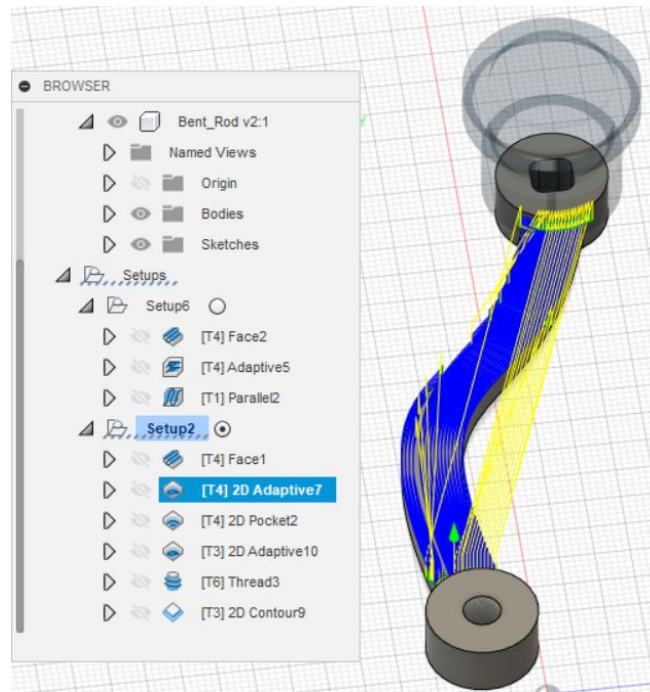 BROWSER
Bent_Rod v2:1
Named Views
Origin
Bodies
Sketches
Setups
Setup6
[T4] Face2
[T4] Adaptive5
[T1] Parallel2
Setup2
[T4] Face1
[T4] 2D Adaptive7
[T4] 2D Pocket2
[T3] 2D Adaptive10
[T6] Thread3
[T3] 2D Contour9